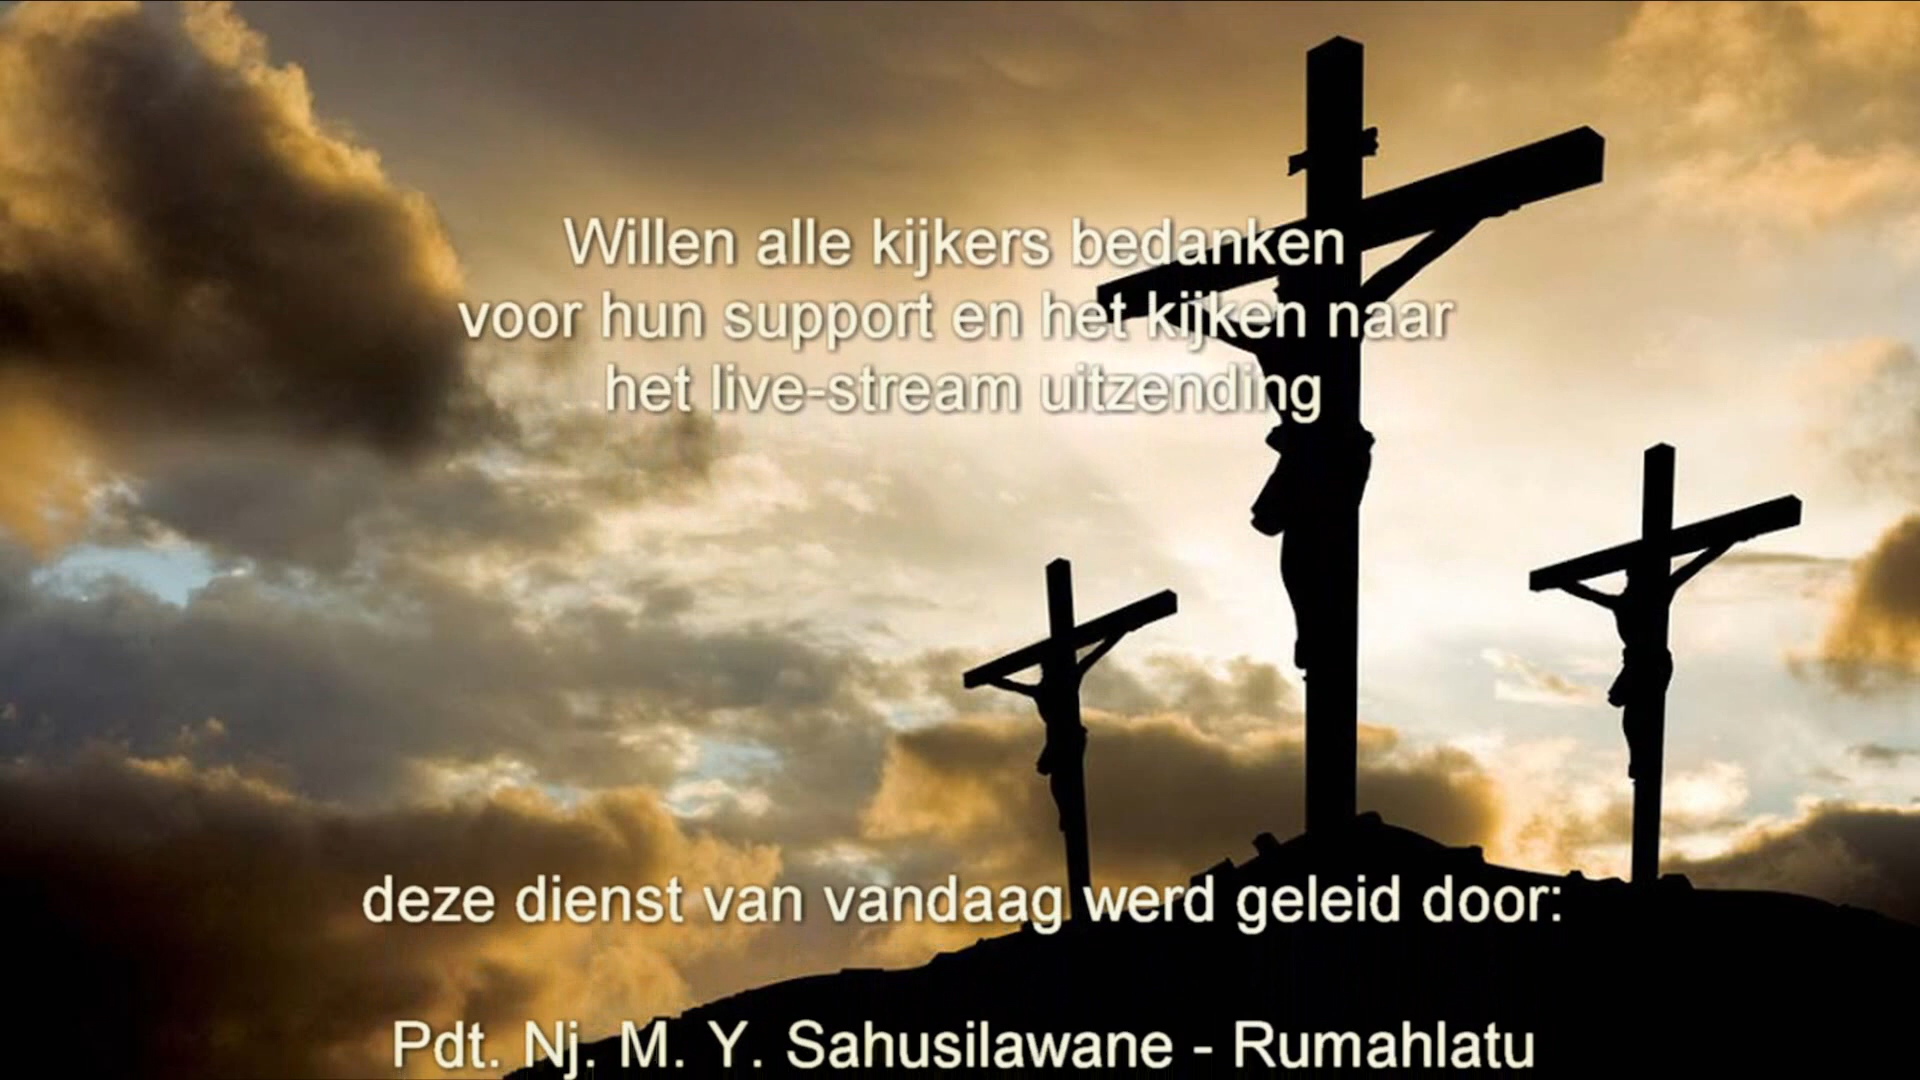 Willen alle kijkers bedanken
voor hun support en het kijken naar
het live-stream uitzending
deze dienst van vandaag werd geleid door:
Pdt. Nj. M. Y. Sahusilawane - Rumahlatu